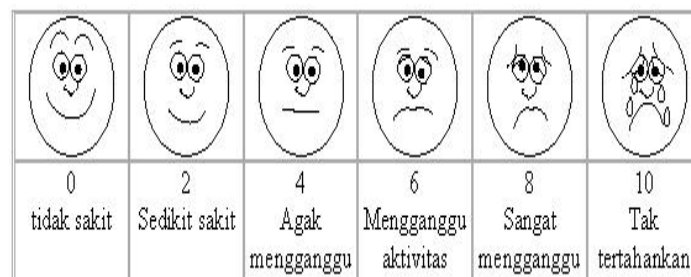 0
tidak sakit
2
Sedikit sakit
4
Agak
mengganggu
6
Mengganggu
aktivitas
8
Sangat
mengganggu
10
Tak
tertahankan